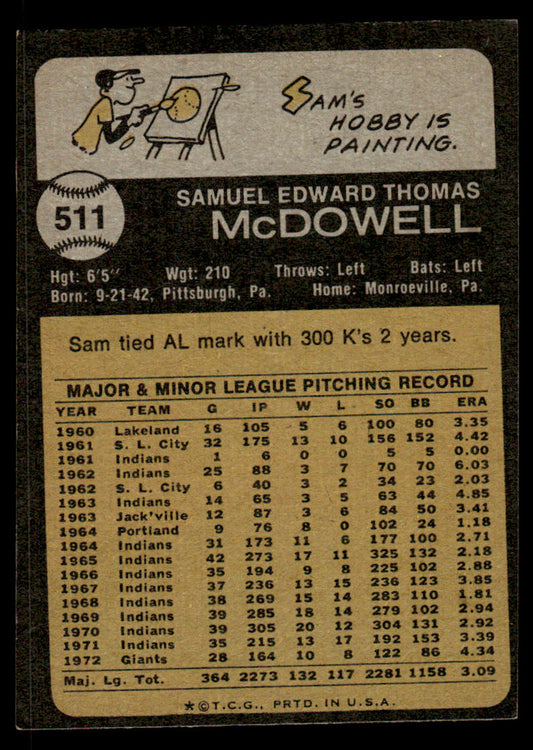 SAM'S
HOBBY IS
PAINTING.
511
SAMUEL EDWARD THOMAS
McDOWELL
Hgt: 6'5" Wgt: 210 Throws: Left Bats: Left
Born: 9-21-42, Pittsburgh, Pa. Home: Monroeville, Pa.
Sam tied AL mark with 300 K's 2 years.
MAJOR & MINOR LEAGUE PITCHING RECORD
YEAR TEAM G IP W L SO BB ERA
1960 Lakeland 16 105 5 6 100 80 3.35
1961 S. L. City 32 175 13 10 156 152 4.42
1961 Indians 1 6 0 0 5 5 0.00
1962 Indians 25 88 3 7 70 70 6.03
1962 S. L. City 6 40 3 2 34 23 2.03
1963 Indians 14 65 3 5 63 44 4.85
1963 Jack'ville 12 87 3 6 84 50 3.41
1964 Portland 9 76 8 0 102 24 1.18
1964 Indians 31 173 11 6 177 100 2.71
1965 Indians 42 273 17 11 325 132 2.18
1966 Indians 35 194 9 8 225 102 2.88
1967 Indians 37 236 13 15 236 123 3.85
1968 Indians 38 269 15 14 283 110 1.81
1969 Indians 39 285 18 14 279 102 2.94
1970 Indians 39 305 20 12 304 131 2.92
1971 Indians 35 215 13 17 192 153 3.39
1972 Giants 28 164 10 8 122 86 4.34
Maj. Lg. Tot. 364 2273 132 117 2281 1158 3.09
*©T.C.G., PRTD. IN U.S.A.